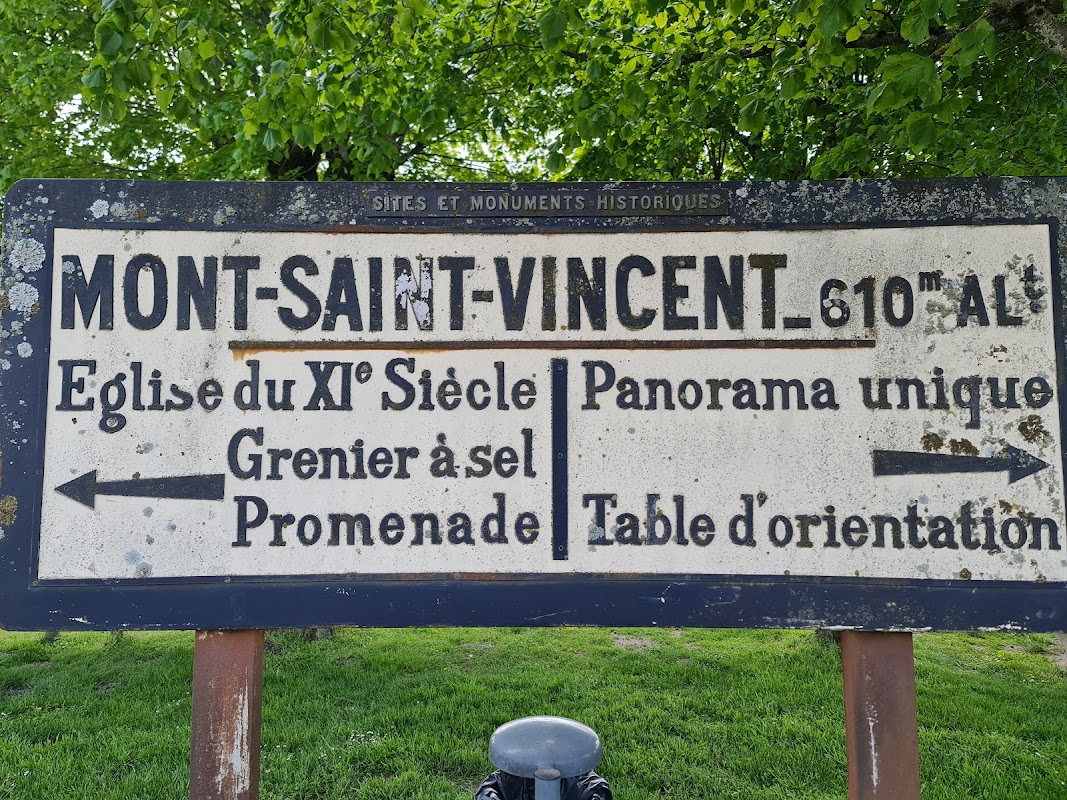 SITES ET MONUMENTS HISTORIQUES
MONT-SAINT-VINCENT_610m ALt
Eglise du XIe Siècle
Grenier à sel
Promenade
Panorama unique
Table d'orientation